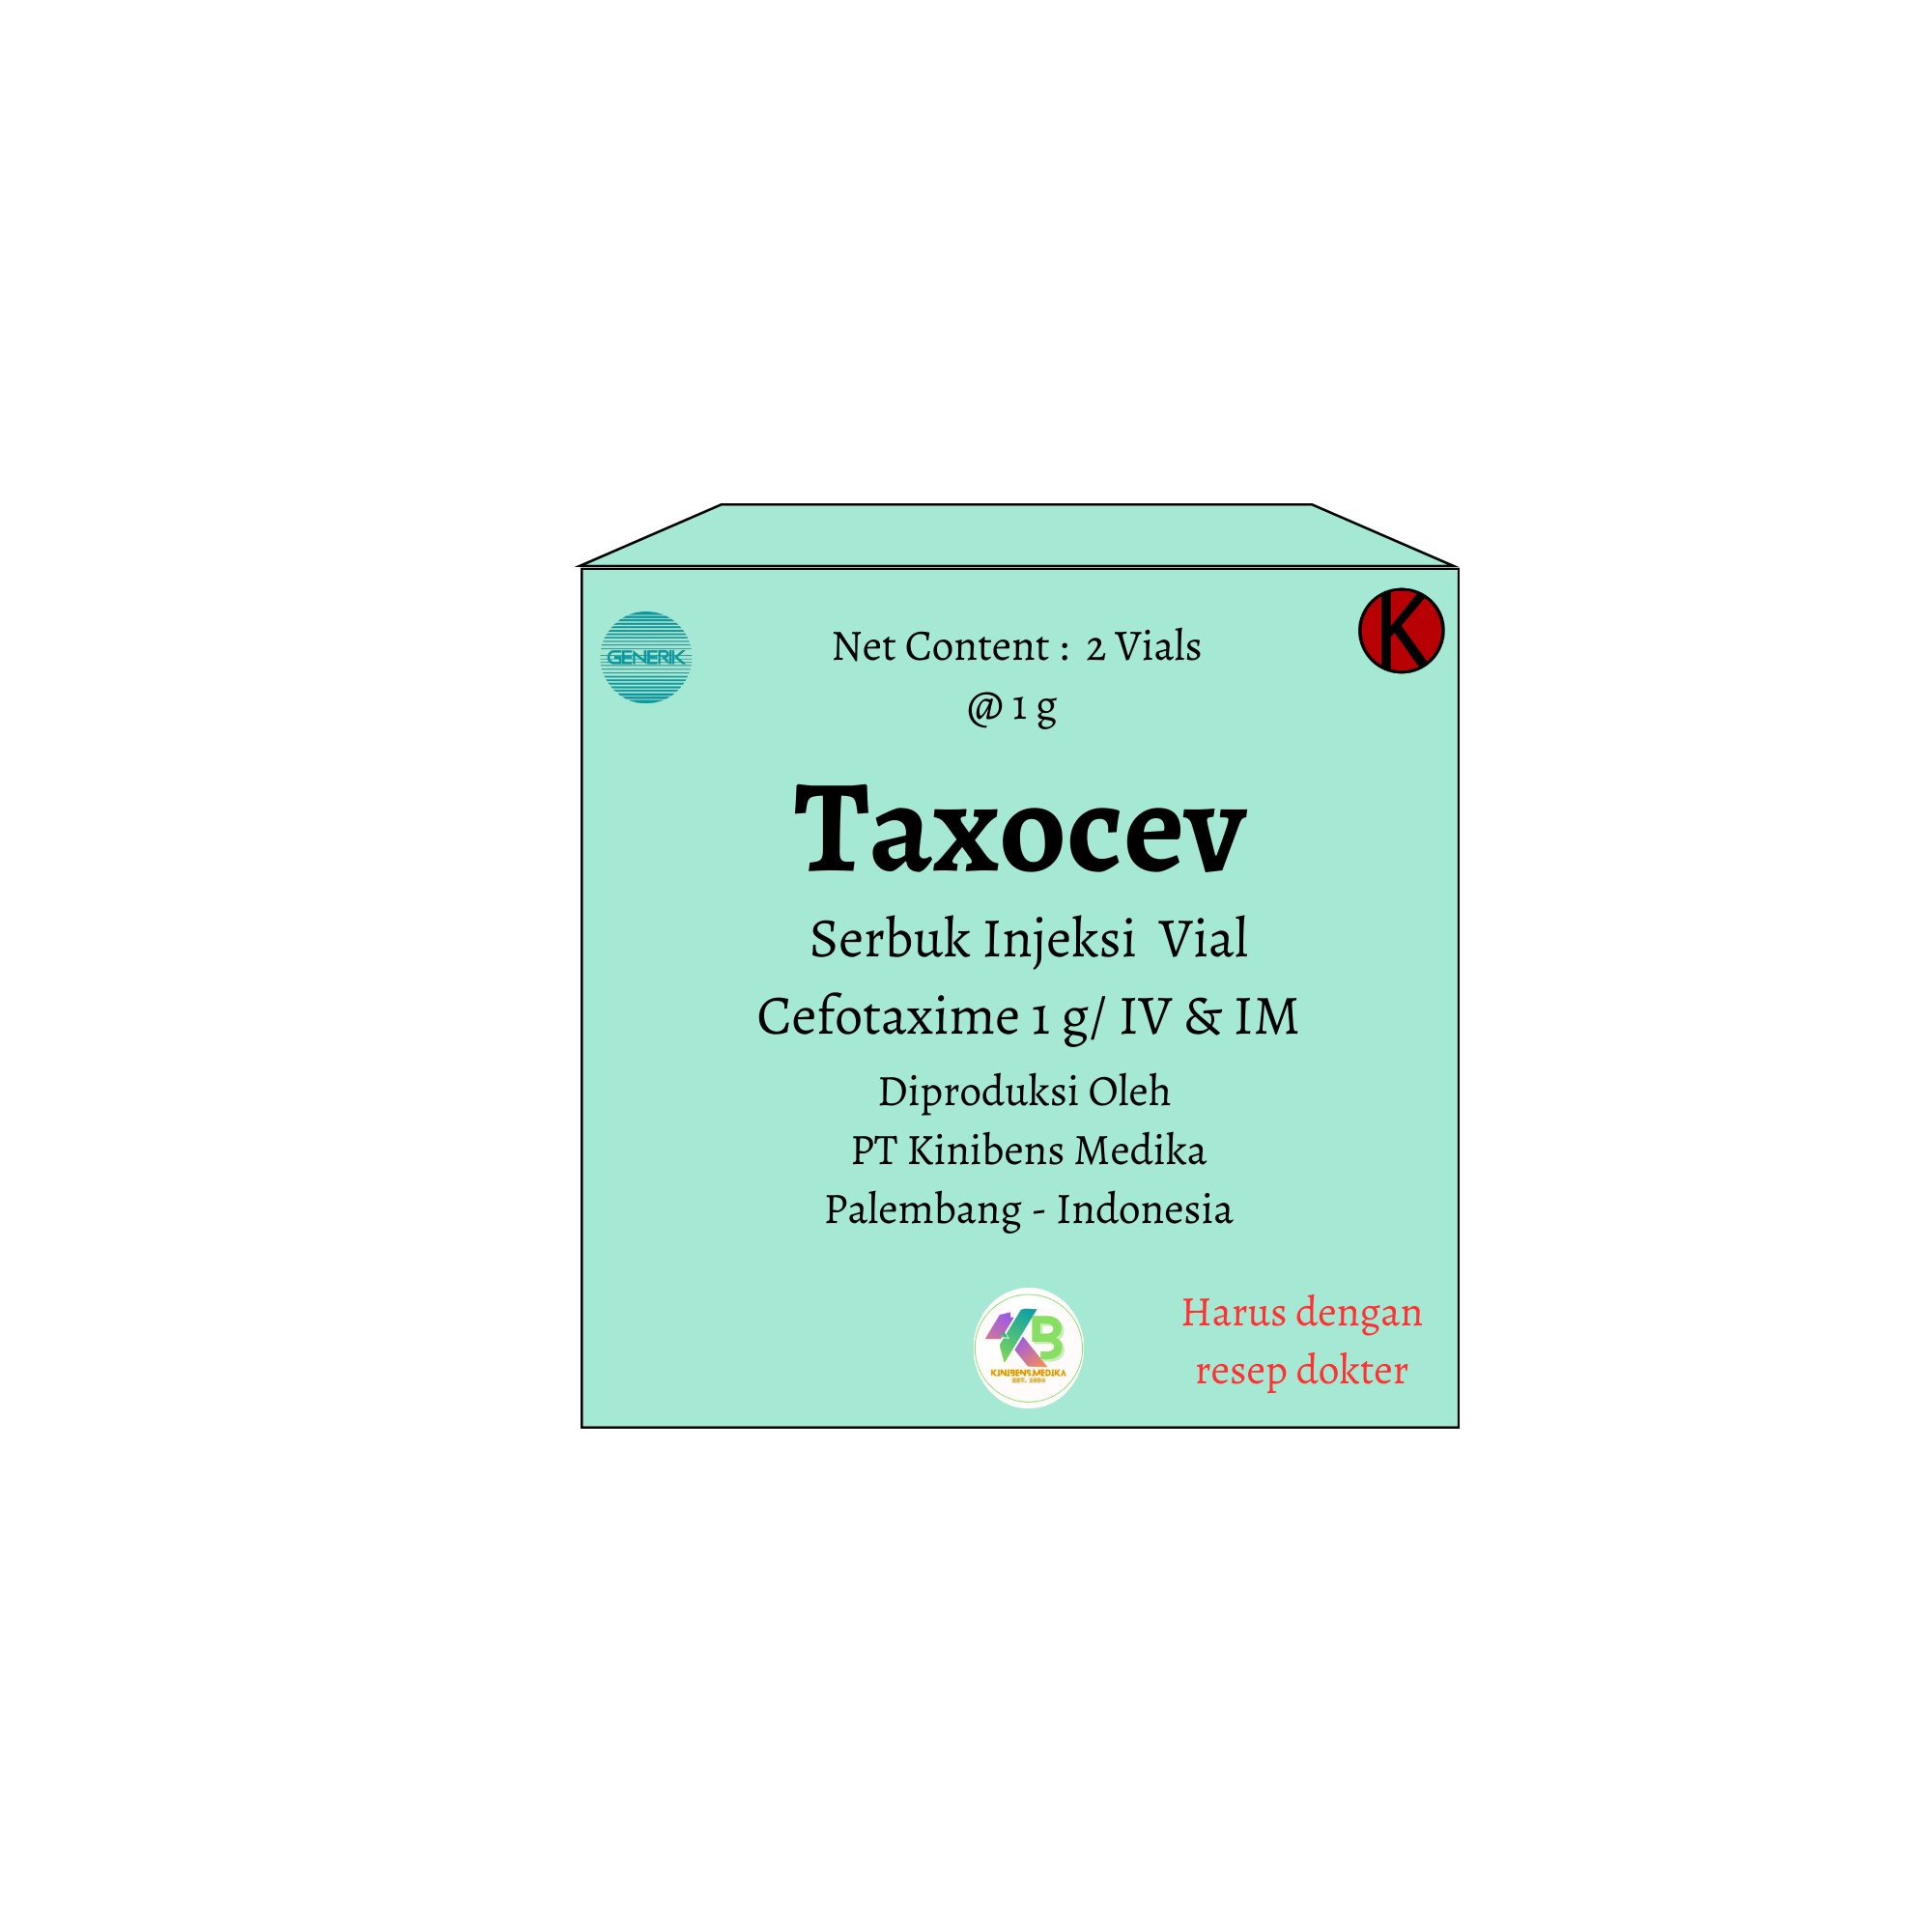 GENERIK
K
Net Content : 2 Vials
@ 1 g
Taxocev
Serbuk Injeksi Vial
Cefotaxime 1 g/ IV & IM
Diproduksi Oleh
PT Kinibens Medika
Palembang - Indonesia
KB
KINIBENS.MEDIKA
Harus dengan
resep dokter